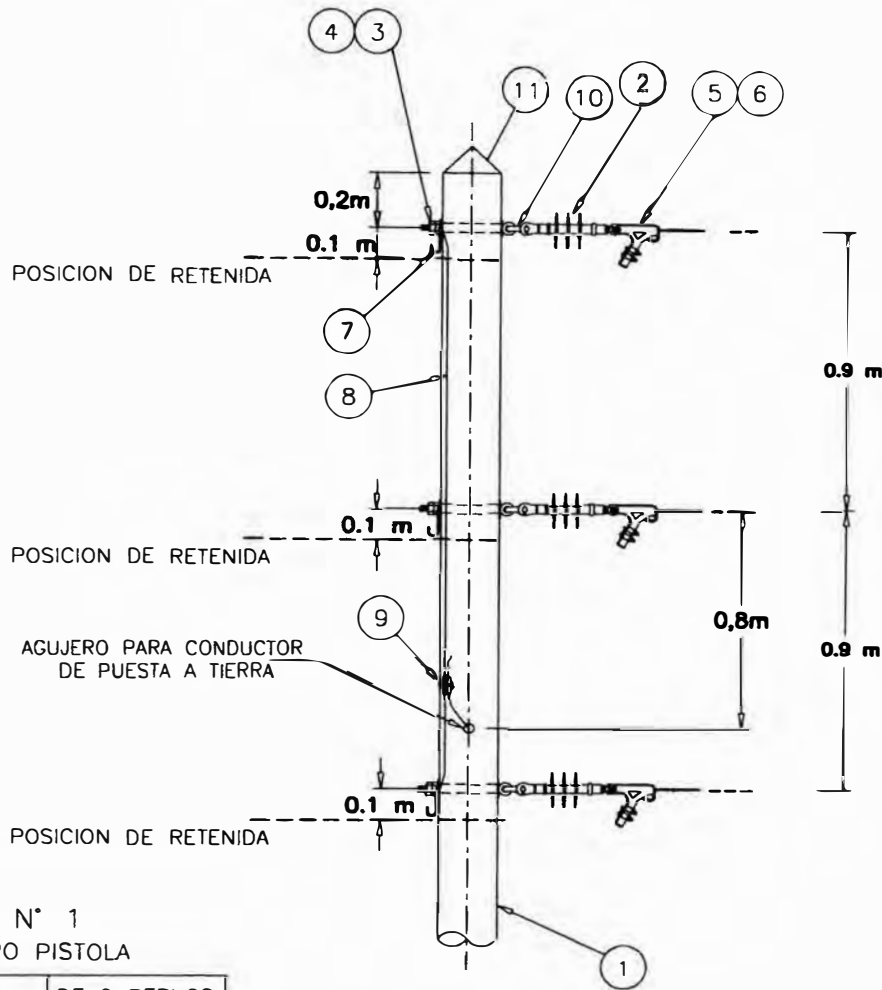 4 3
11
10
2
5 6
0,2m
0.1 m
POSICION DE RETENIDA
7
0.9 m
8
0.1 m
POSICION DE RETENIDA
9
0,8m
AGUJERO PARA CONDUCTOR
DE PUESTA A TIERRA
0.9 m
0.1 m
POSICION DE RETENIDA
N° 1
PISTOLA
1